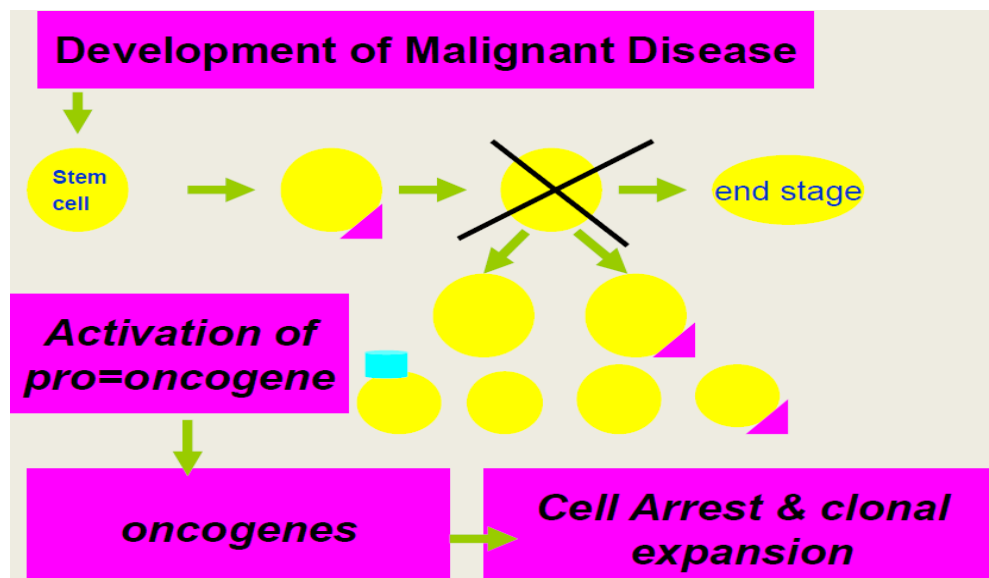 Development of Malignant Disease
Stem
cell
end stage
Activation of
pro=oncogene
oncogenes
Cell Arrest & clonal
expansion